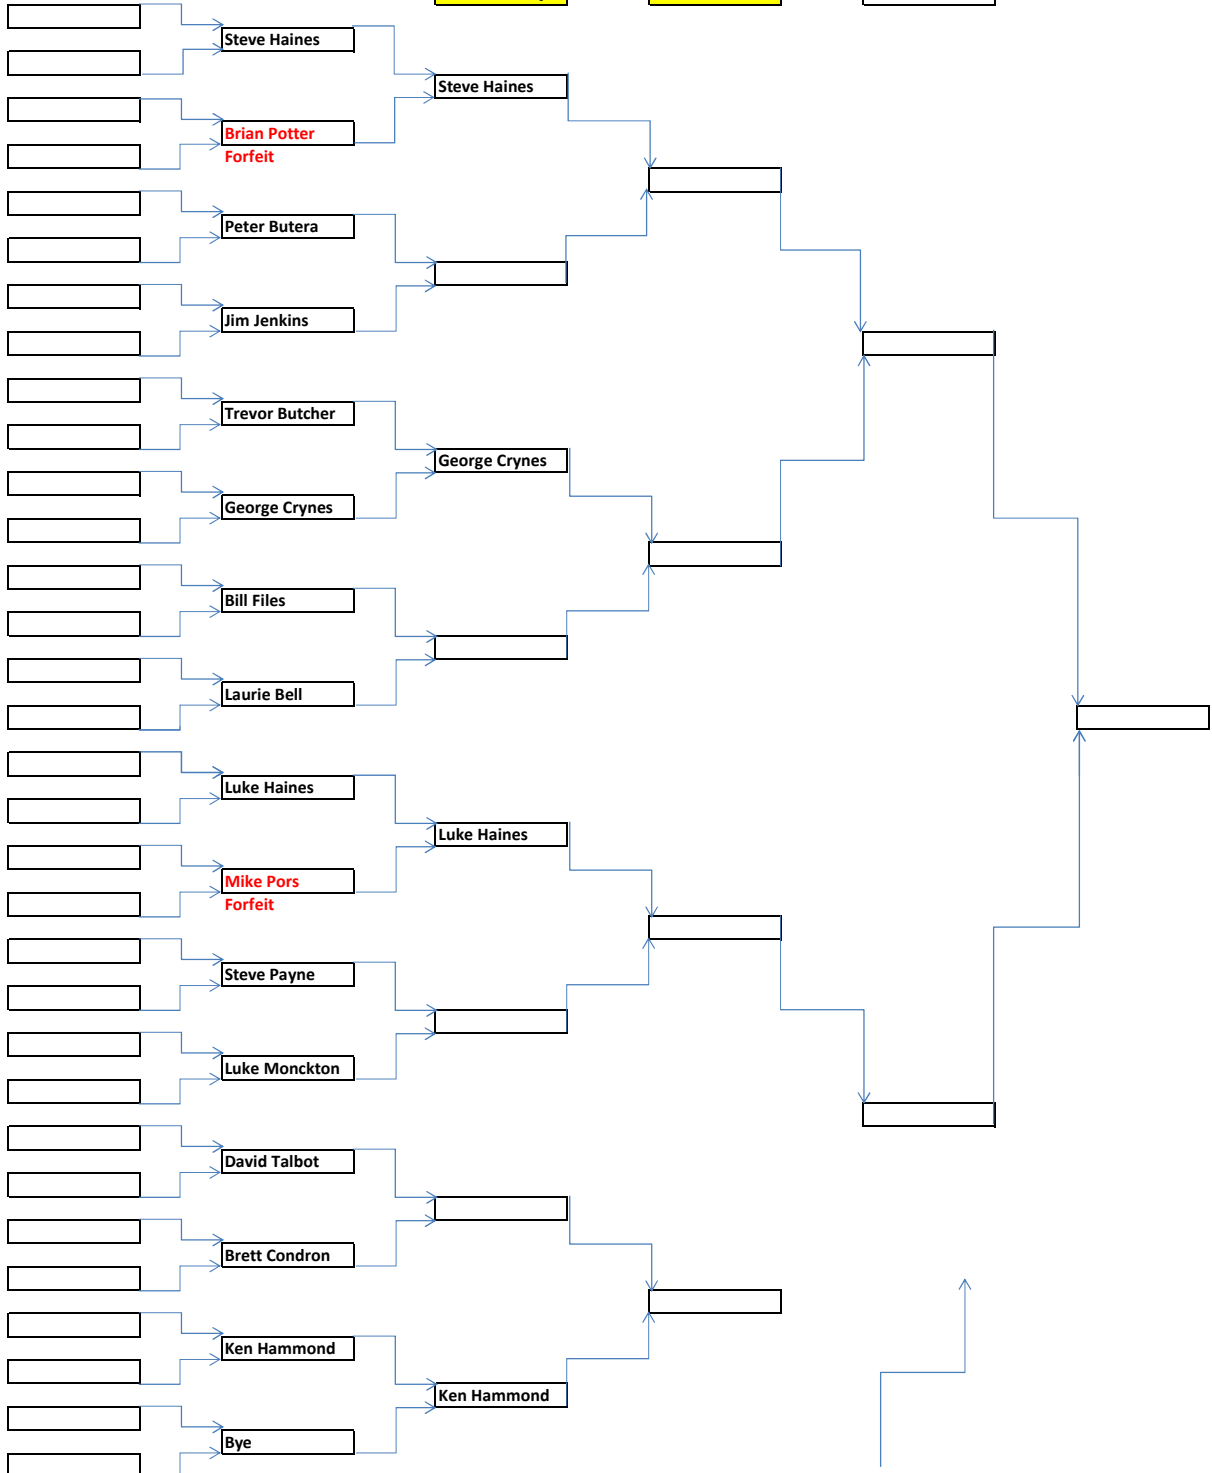 Steve Haines
Steve Haines
Brian Potter
Forfeit
Peter Butera
Jim Jenkins
Trevor Butcher
George Crynes
George Crynes
Bill Files
Laurie Bell
Luke Haines
Luke Haines
Mike Pors
Forfeit
Steve Payne
Luke Monckton
David Talbot
Brett Condron
Ken Hammond
Ken Hammond
Bye